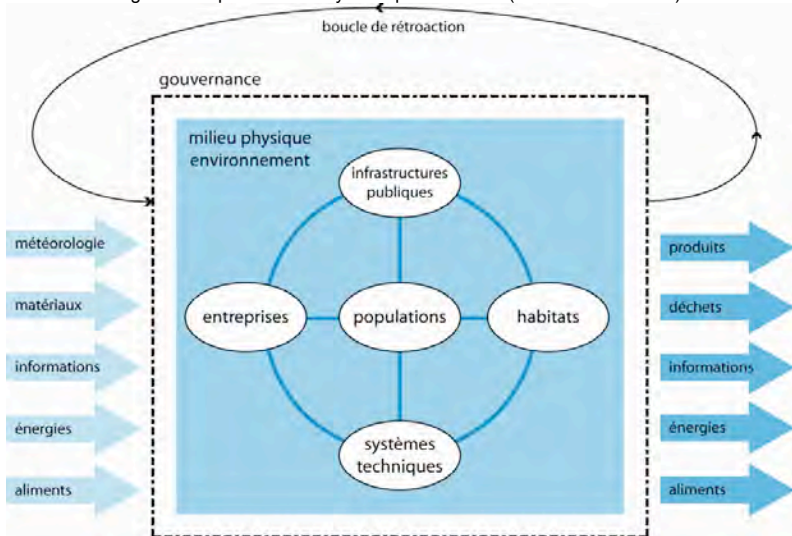 boucle de rétroaction
gouvernance
milieu physique
environnement
infrastructures
publiques
météorologie
produits
matériaux
entreprises
populations
habitats
déchets
informations
informations
énergies
énergies
systèmes
techniques
aliments
aliments